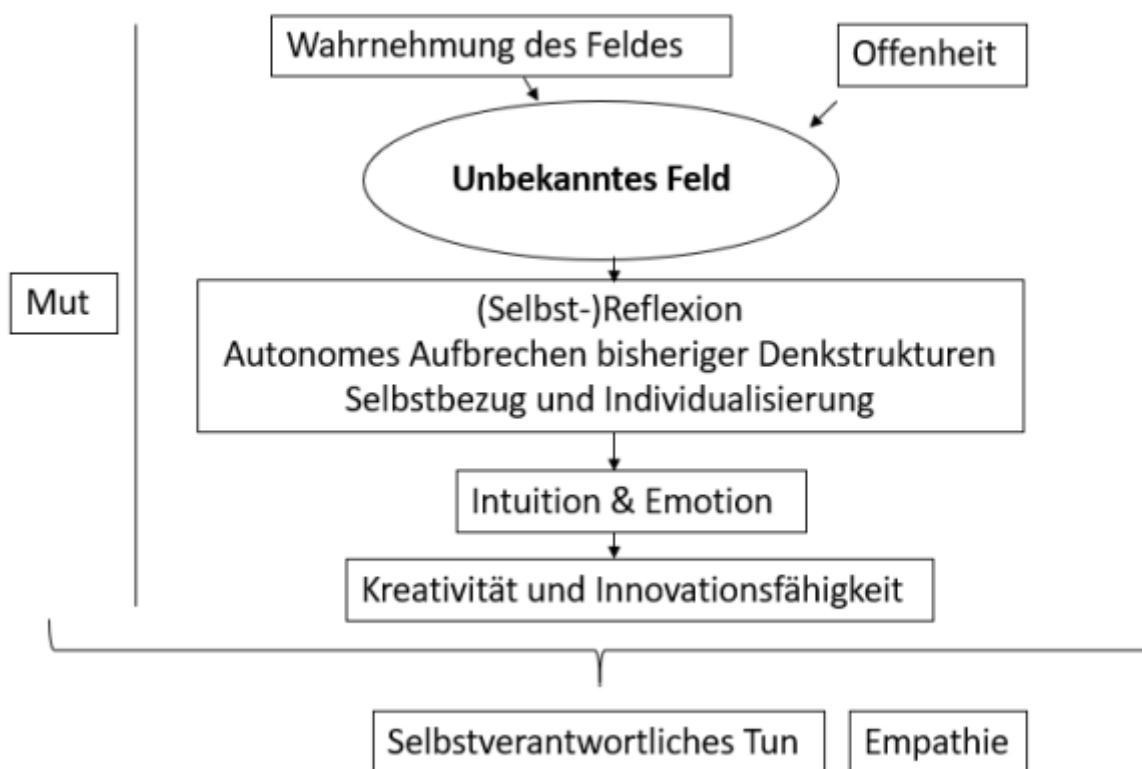 Wahrnehmung des Feldes
Offenheit
Unbekanntes Feld
Mut
(Selbst-)Reflexion
Autonomes Aufbrechen bisheriger Denkstrukturen
Selbstbezug und Individualisierung
Intuition & Emotion
Kreativität und Innovationsfähigkeit
Selbstverantwortliches Tun
Empathie